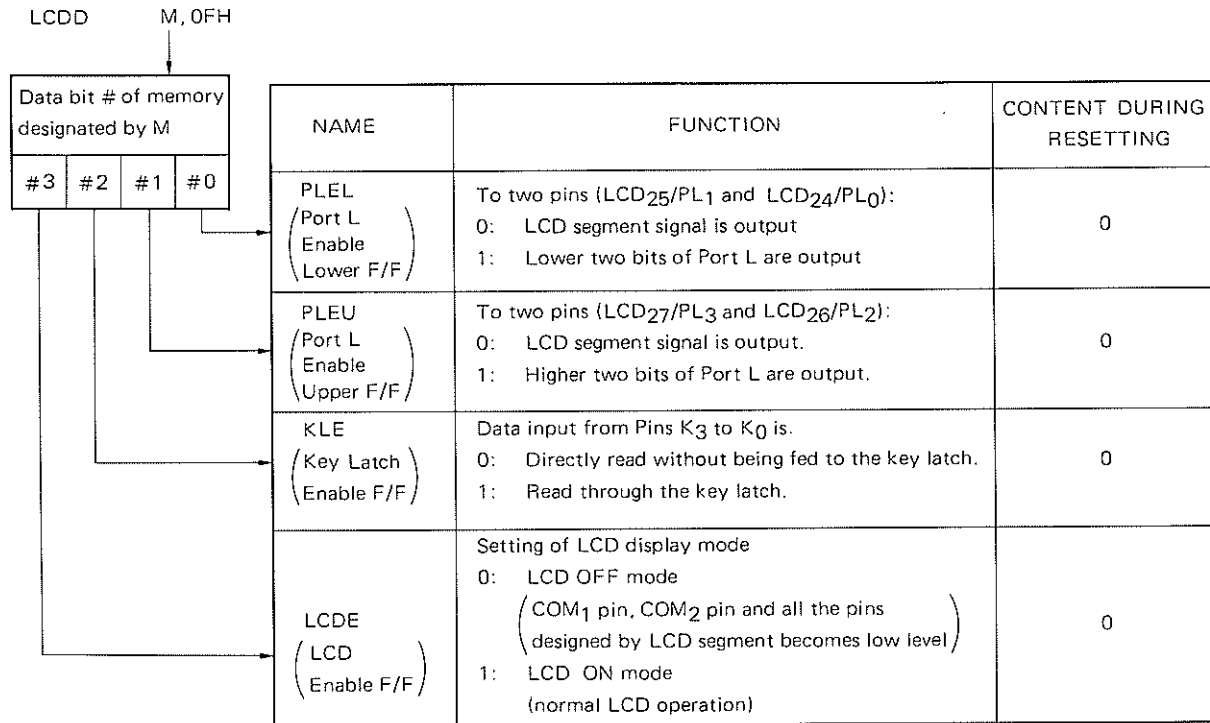 LCDD M, 0FH
Data bit # of memory
designated by M
#3 #2 #1 #0
NAME FUNCTION CONTENT DURING
RESETTING
PLEL
(Port L
Enable
Lower F/F)
To two pins (LCD25/PL1 and LCD24/PL0):
0: LCD segment signal is output
1: Lower two bits of Port L are output
0
PLEU
(Port L
Enable
Upper F/F)
To two pins (LCD27/PL3 and LCD26/PL2):
0: LCD segment signal is output.
1: Higher two bits of Port L are output.
0
KLE
(Key Latch
Enable F/F)
Data input from Pins K3 to K0 is.
0: Directly read without being fed to the key latch.
1: Read through the key latch.
0
LCDE
(LCD
Enable F/F)
Setting of LCD display mode
0: LCD OFF mode
(COM1 pin, COM2 pin and all the pins
designed by LCD segment becomes low level)
1: LCD ON mode
(normal LCD operation)
0